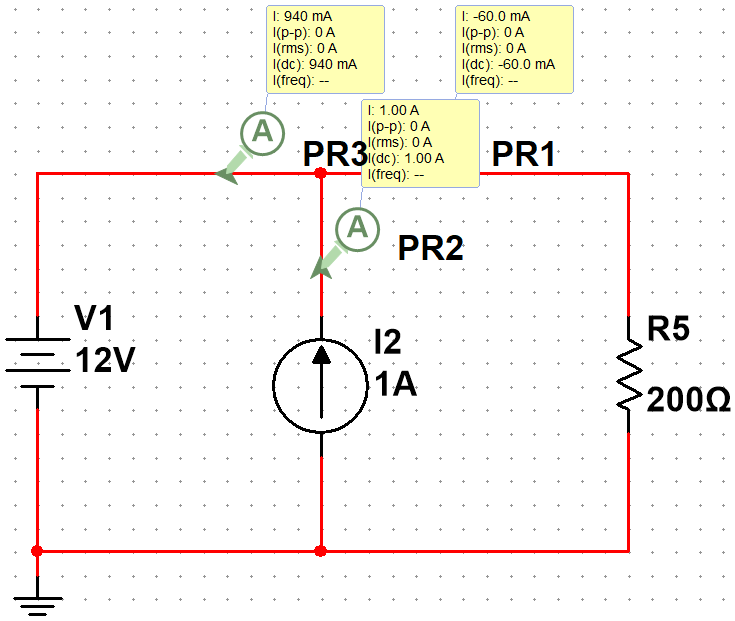 I: 940 mA
I(p-p): 0 A
I(rms): 0 A
I(dc): 940 mA
I(freq): --
I: -60.0 mA
I(p-p): 0 A
I(rms): 0 A
I(dc): -60.0 mA
I(freq): --
I: 1.00 A
I(p-p): 0 A
I(rms): 0 A
I(dc): 1.00 A
I(freq): --
A
PR3
PR1
A
PR2
V1
12V
I2
1A
R5
200Ω